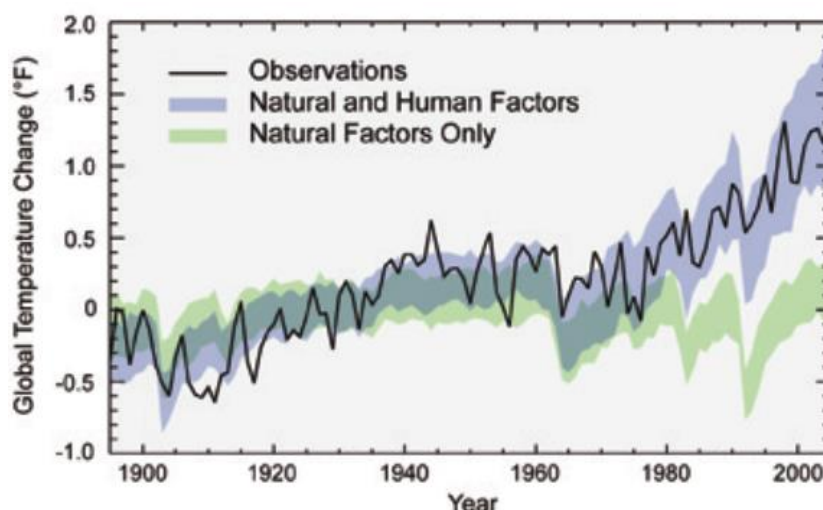 2.0
Observations
Natural and Human Factors
Natural Factors Only
1.5
1.0
0.5
0
-0.5
-1.0
Global Temperature Change (°F)
1900 1920 1940 1960 1980 2000
Year